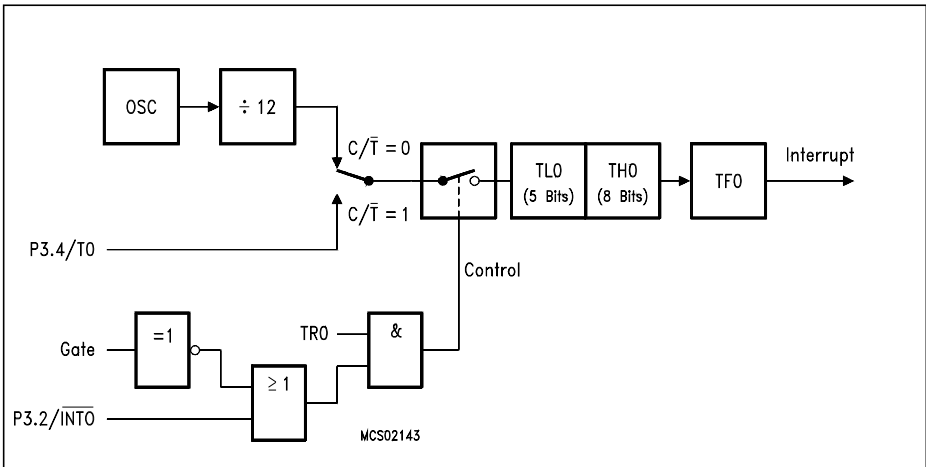 OSC
÷ 12
C/T̅ = 0
C/T̅ = 1
P3.4/T0
TL0
(5 Bits)
TH0
(8 Bits)
TF0
Interrupt
Control
Gate
=1
TR0
&
≥ 1
P3.2/I̅N̅T̅0̅
MCS02143